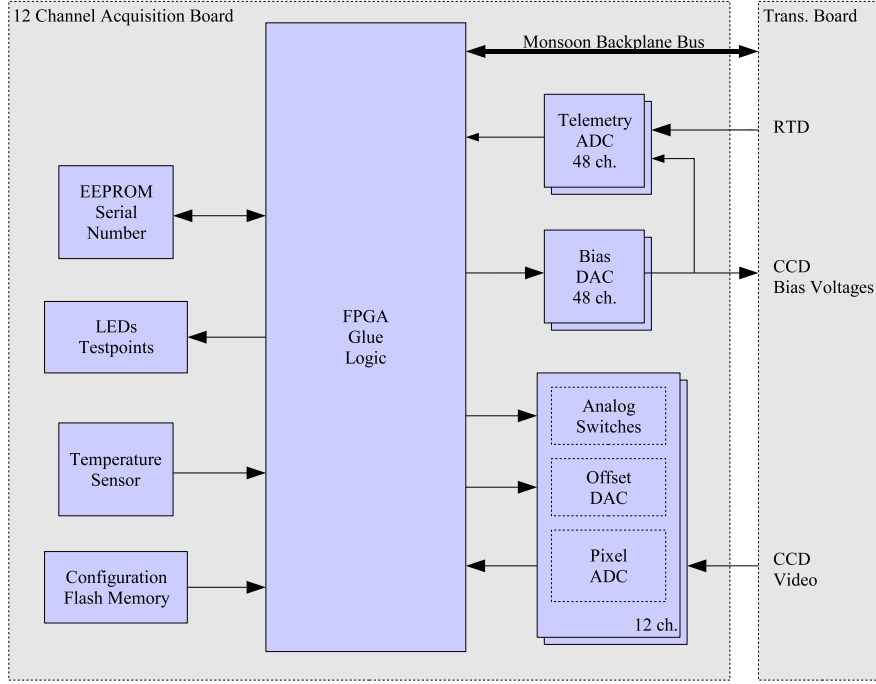 12 Channel Acquisition Board
Trans. Board
Monsoon Backplane Bus
Telemetry
ADC
48 ch.
RTD
EEPROM
Serial
Number
Bias
DAC
48 ch.
CCD
Bias Voltages
LEDs
Testpoints
FPGA
Glue
Logic
Analog
Switches
Temperature
Sensor
Offset
DAC
Pixel
ADC
CCD
Video
Configuration
Flash Memory
12 ch.